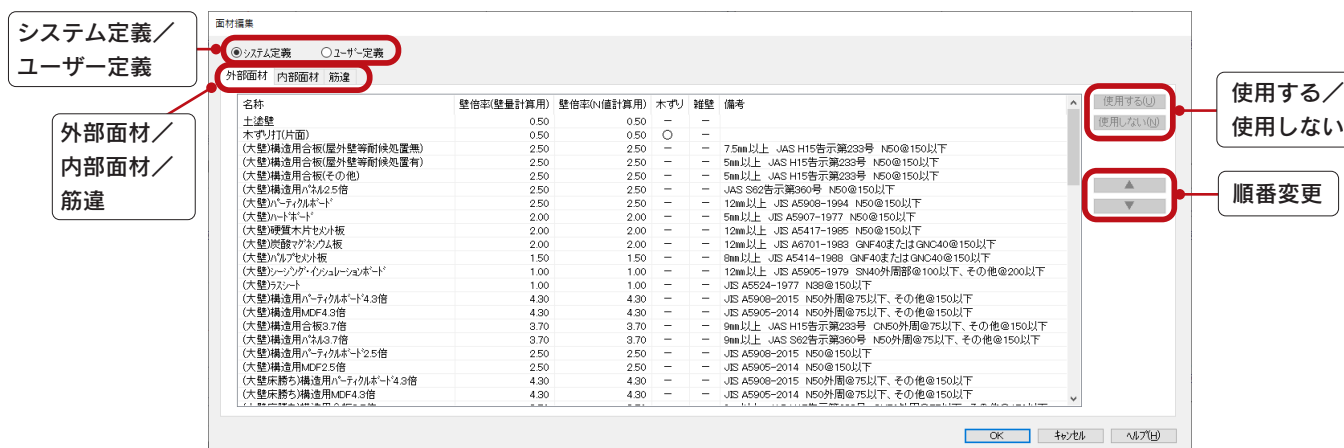 面材編集
システム定義／
ユーザー定義
システム定義 ユーザー定義
外部面材 内部面材 筋違
外部面材／
内部面材／
筋違
名称 壁倍率(壁量計算用) 壁倍率(N値計算用) 木ずり 雑壁 備考
土塗壁 0.50 0.50 － －
木ずり打(片面) 0.50 0.50 ○ －
(大壁)構造用合板(屋外壁等耐候処置無) 2.50 2.50 － － 7.5mm以上 JAS H15告示第233号 N50@150以下
(大壁)構造用合板(屋外壁等耐候処置有) 2.50 2.50 － － 5mm以上 JAS H15告示第233号 N50@150以下
(大壁)構造用合板(その他) 2.50 2.50 － － 5mm以上 JAS H15告示第233号 N50@150以下
(大壁)構造用ﾊﾟﾈﾙ2.5倍 2.50 2.50 － － JAS S62告示第360号 N50@150以下
(大壁)ﾊﾟｰﾃｨｸﾙﾎﾞｰﾄﾞ 2.50 2.50 － － 12mm以上 JIS A5908-1994 N50@150以下
(大壁)ﾊｰﾄﾞﾎﾞｰﾄﾞ 2.00 2.00 － － 5mm以上 JIS A5907-1977 N50@150以下
(大壁)硬質木片ｾﾒﾝﾄ板 2.00 2.00 － － 12mm以上 JIS A5417-1985 N50@150以下
(大壁)炭酸ﾏｸﾞﾈｼｳﾑ板 2.00 2.00 － － 12mm以上 JIS A6701-1983 GNF40またはGNC40@150以下
(大壁)ﾊﾟﾙﾌﾟｾﾒﾝﾄ板 1.50 1.50 － － 8mm以上 JIS A5414-1988 GNF40またはGNC40@150以下
(大壁)ｼｰｼﾞﾝｸﾞ･ｲﾝｼｭﾚｰｼｮﾝﾎﾞｰﾄﾞ 1.00 1.00 － － 12mm以上 JIS A5905-1979 SN40外周部@100以下、その他@200以下
(大壁)ﾗｽｼｰﾄ 1.00 1.00 － － JIS A5524-1977 N38@150以下
(大壁)構造用ﾊﾟｰﾃｨｸﾙﾎﾞｰﾄﾞ4.3倍 4.30 4.30 － － JIS A5908-2015 N50外周@75以下、その他@150以下
(大壁)構造用MDF4.3倍 4.30 4.30 － － JIS A5905-2014 N50外周@75以下、その他@150以下
(大壁)構造用合板3.7倍 3.70 3.70 － － 9mm以上 JAS H15告示第233号 CN50外周@75以下、その他@150以下
(大壁)構造用ﾊﾟﾈﾙ3.7倍 3.70 3.70 － － 9mm以上 JAS S62告示第360号 N50外周@75以下、その他@150以下
(大壁)構造用ﾊﾟｰﾃｨｸﾙﾎﾞｰﾄﾞ2.5倍 2.50 2.50 － － JIS A5908-2015 N50@150以下
(大壁)構造用MDF2.5倍 2.50 2.50 － － JIS A5905-2014 N50@150以下
(大壁床勝ち)構造用ﾊﾟｰﾃｨｸﾙﾎﾞｰﾄﾞ4.3倍 4.30 4.30 － － JIS A5908-2015 N50外周@75以下、その他@150以下
(大壁床勝ち)構造用MDF4.3倍 4.30 4.30 － － JIS A5905-2014 N50外周@75以下、その他@150以下
使用する(U)
使用しない(N)
使用する／
使用しない
▲
▼
順番変更
OK キャンセル ヘルプ(H)